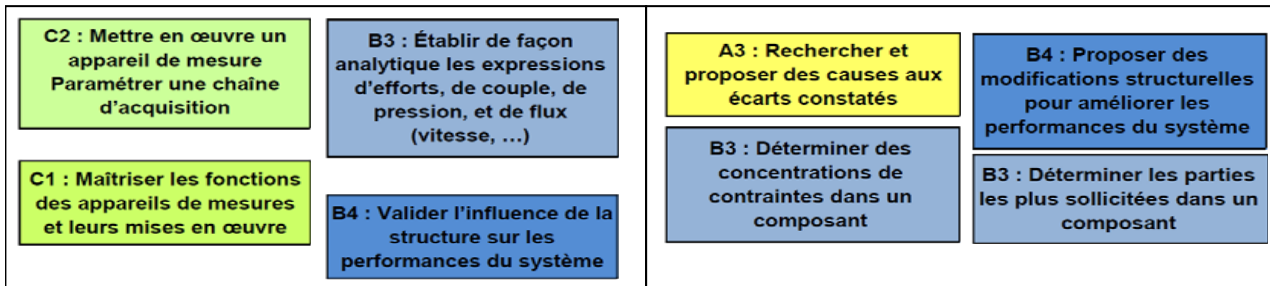 C2 : Mettre en œuvre un
appareil de mesure
Paramétrer une chaîne
d'acquisition
C1 : Maîtriser les fonctions
des appareils de mesures
et leurs mises en œuvre
B3 : Établir de façon
analytique les expressions
d'efforts, de couple, de
pression, et de flux
(vitesse, ...)
B4 : Valider l'influence de la
structure sur les
performances du système
A3 : Rechercher et
proposer des causes aux
écarts constatés
B3 : Déterminer des
concentrations de
contraintes dans un
composant
B4 : Proposer des
modifications structurelles
pour améliorer les
performances du système
B3 : Déterminer les parties
les plus sollicitées dans un
composant